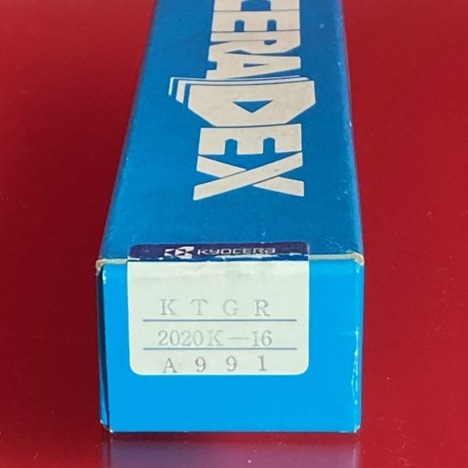 CERADEX
KYOCERA
KTGR
2020K-16
A991